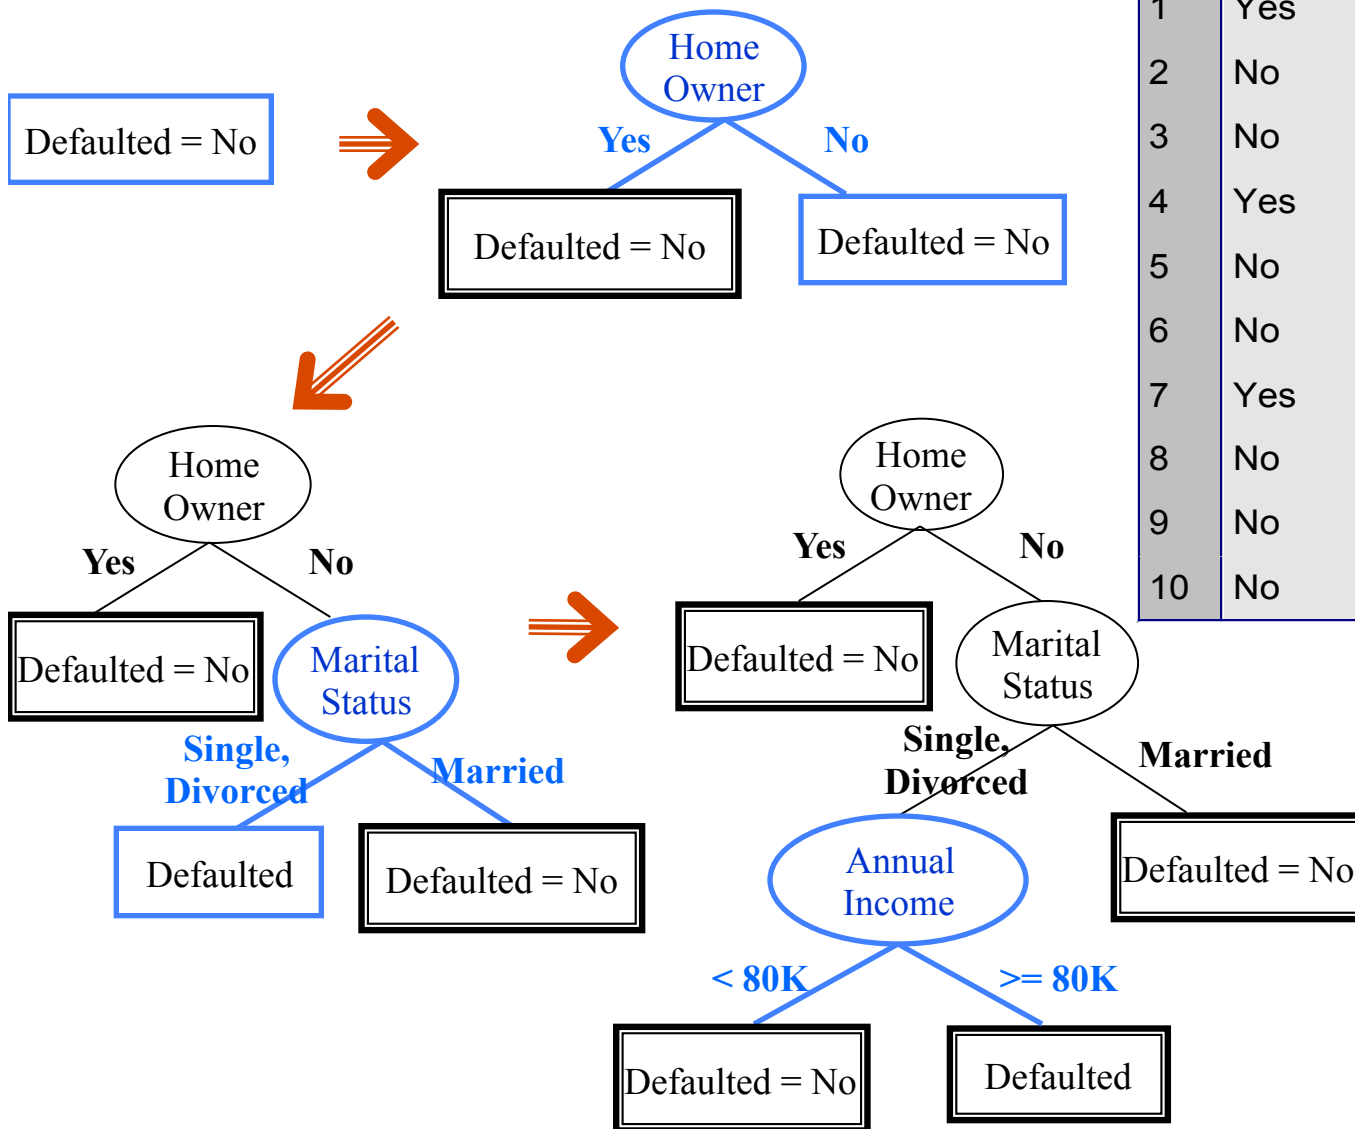 Defaulted = No
Home
Owner
Yes
No
Defaulted = No
Defaulted = No
Home
Owner
Yes
No
Defaulted = No
Marital
Status
Single,
Divorced
Married
Defaulted
Defaulted = No
Home
Owner
Yes
No
Defaulted = No
Marital
Status
Single,
Divorced
Married
Annual
Income
Defaulted = No
< 80K
>= 80K
Defaulted = No
Defaulted
1 Yes
2 No
3 No
4 Yes
5 No
6 No
7 Yes
8 No
9 No
10 No